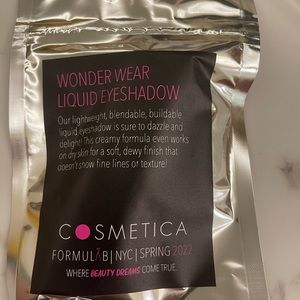 WONDER WEAR
LIQUID EYESHADOW
Our lightweight, blendable, buildable
liquid eyeshadow is sure to dazzle and
delight! This creamy formula even works
on dry skin for a soft, dewy finish that
doesn't show fine lines or texture!
COSMETICA
FORMULÄB|NYC|SPRING 2022
WHERE BEAUTY DREAMS COME TRUE.